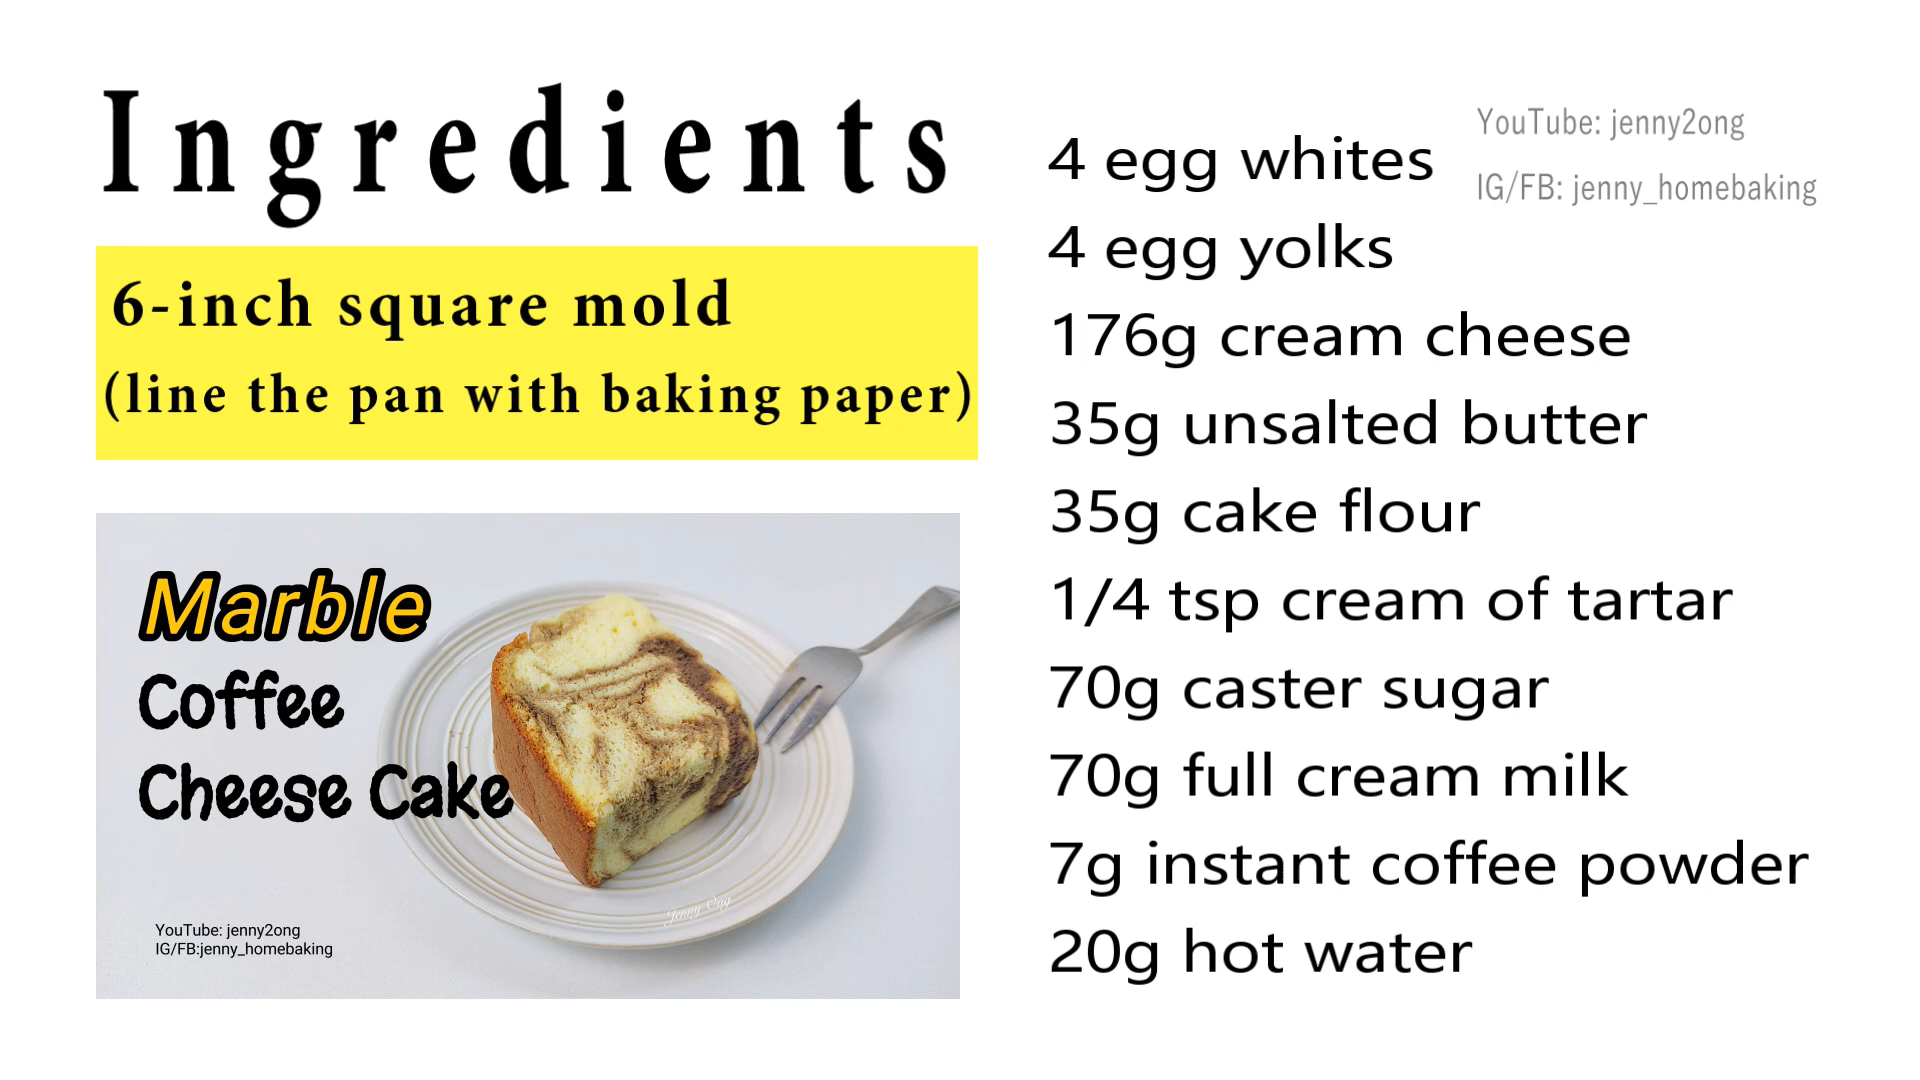 Ingredients
6-inch square mold
(line the pan with baking paper)
Marble
Coffee
Cheese Cake
YouTube: jenny2ong
IG/FB:jenny_homebaking
Jenny Ong
YouTube: jenny2ong
IG/FB: jenny_homebaking
4 egg whites
4 egg yolks
176g cream cheese
35g unsalted butter
35g cake flour
1/4 tsp cream of tartar
70g caster sugar
70g full cream milk
7g instant coffee powder
20g hot water